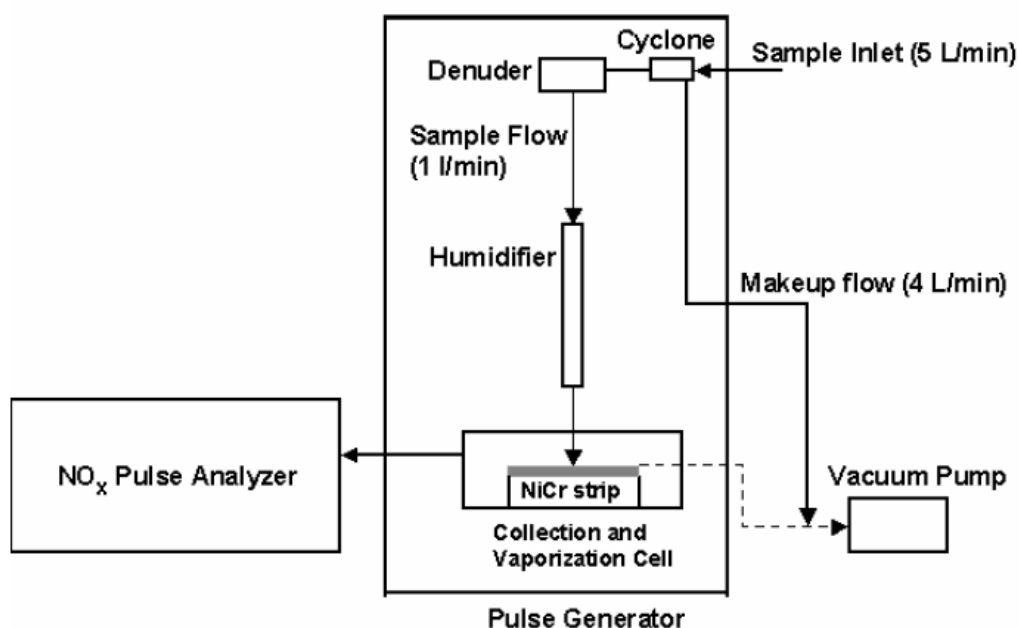 Cyclone
Sample Inlet (5 L/min)
Denuder
Sample Flow
(1 l/min)
Humidifier
Makeup flow (4 L/min)
NOx Pulse Analyzer
NiCr strip
Vacuum Pump
Collection and
Vaporization Cell
Pulse Generator